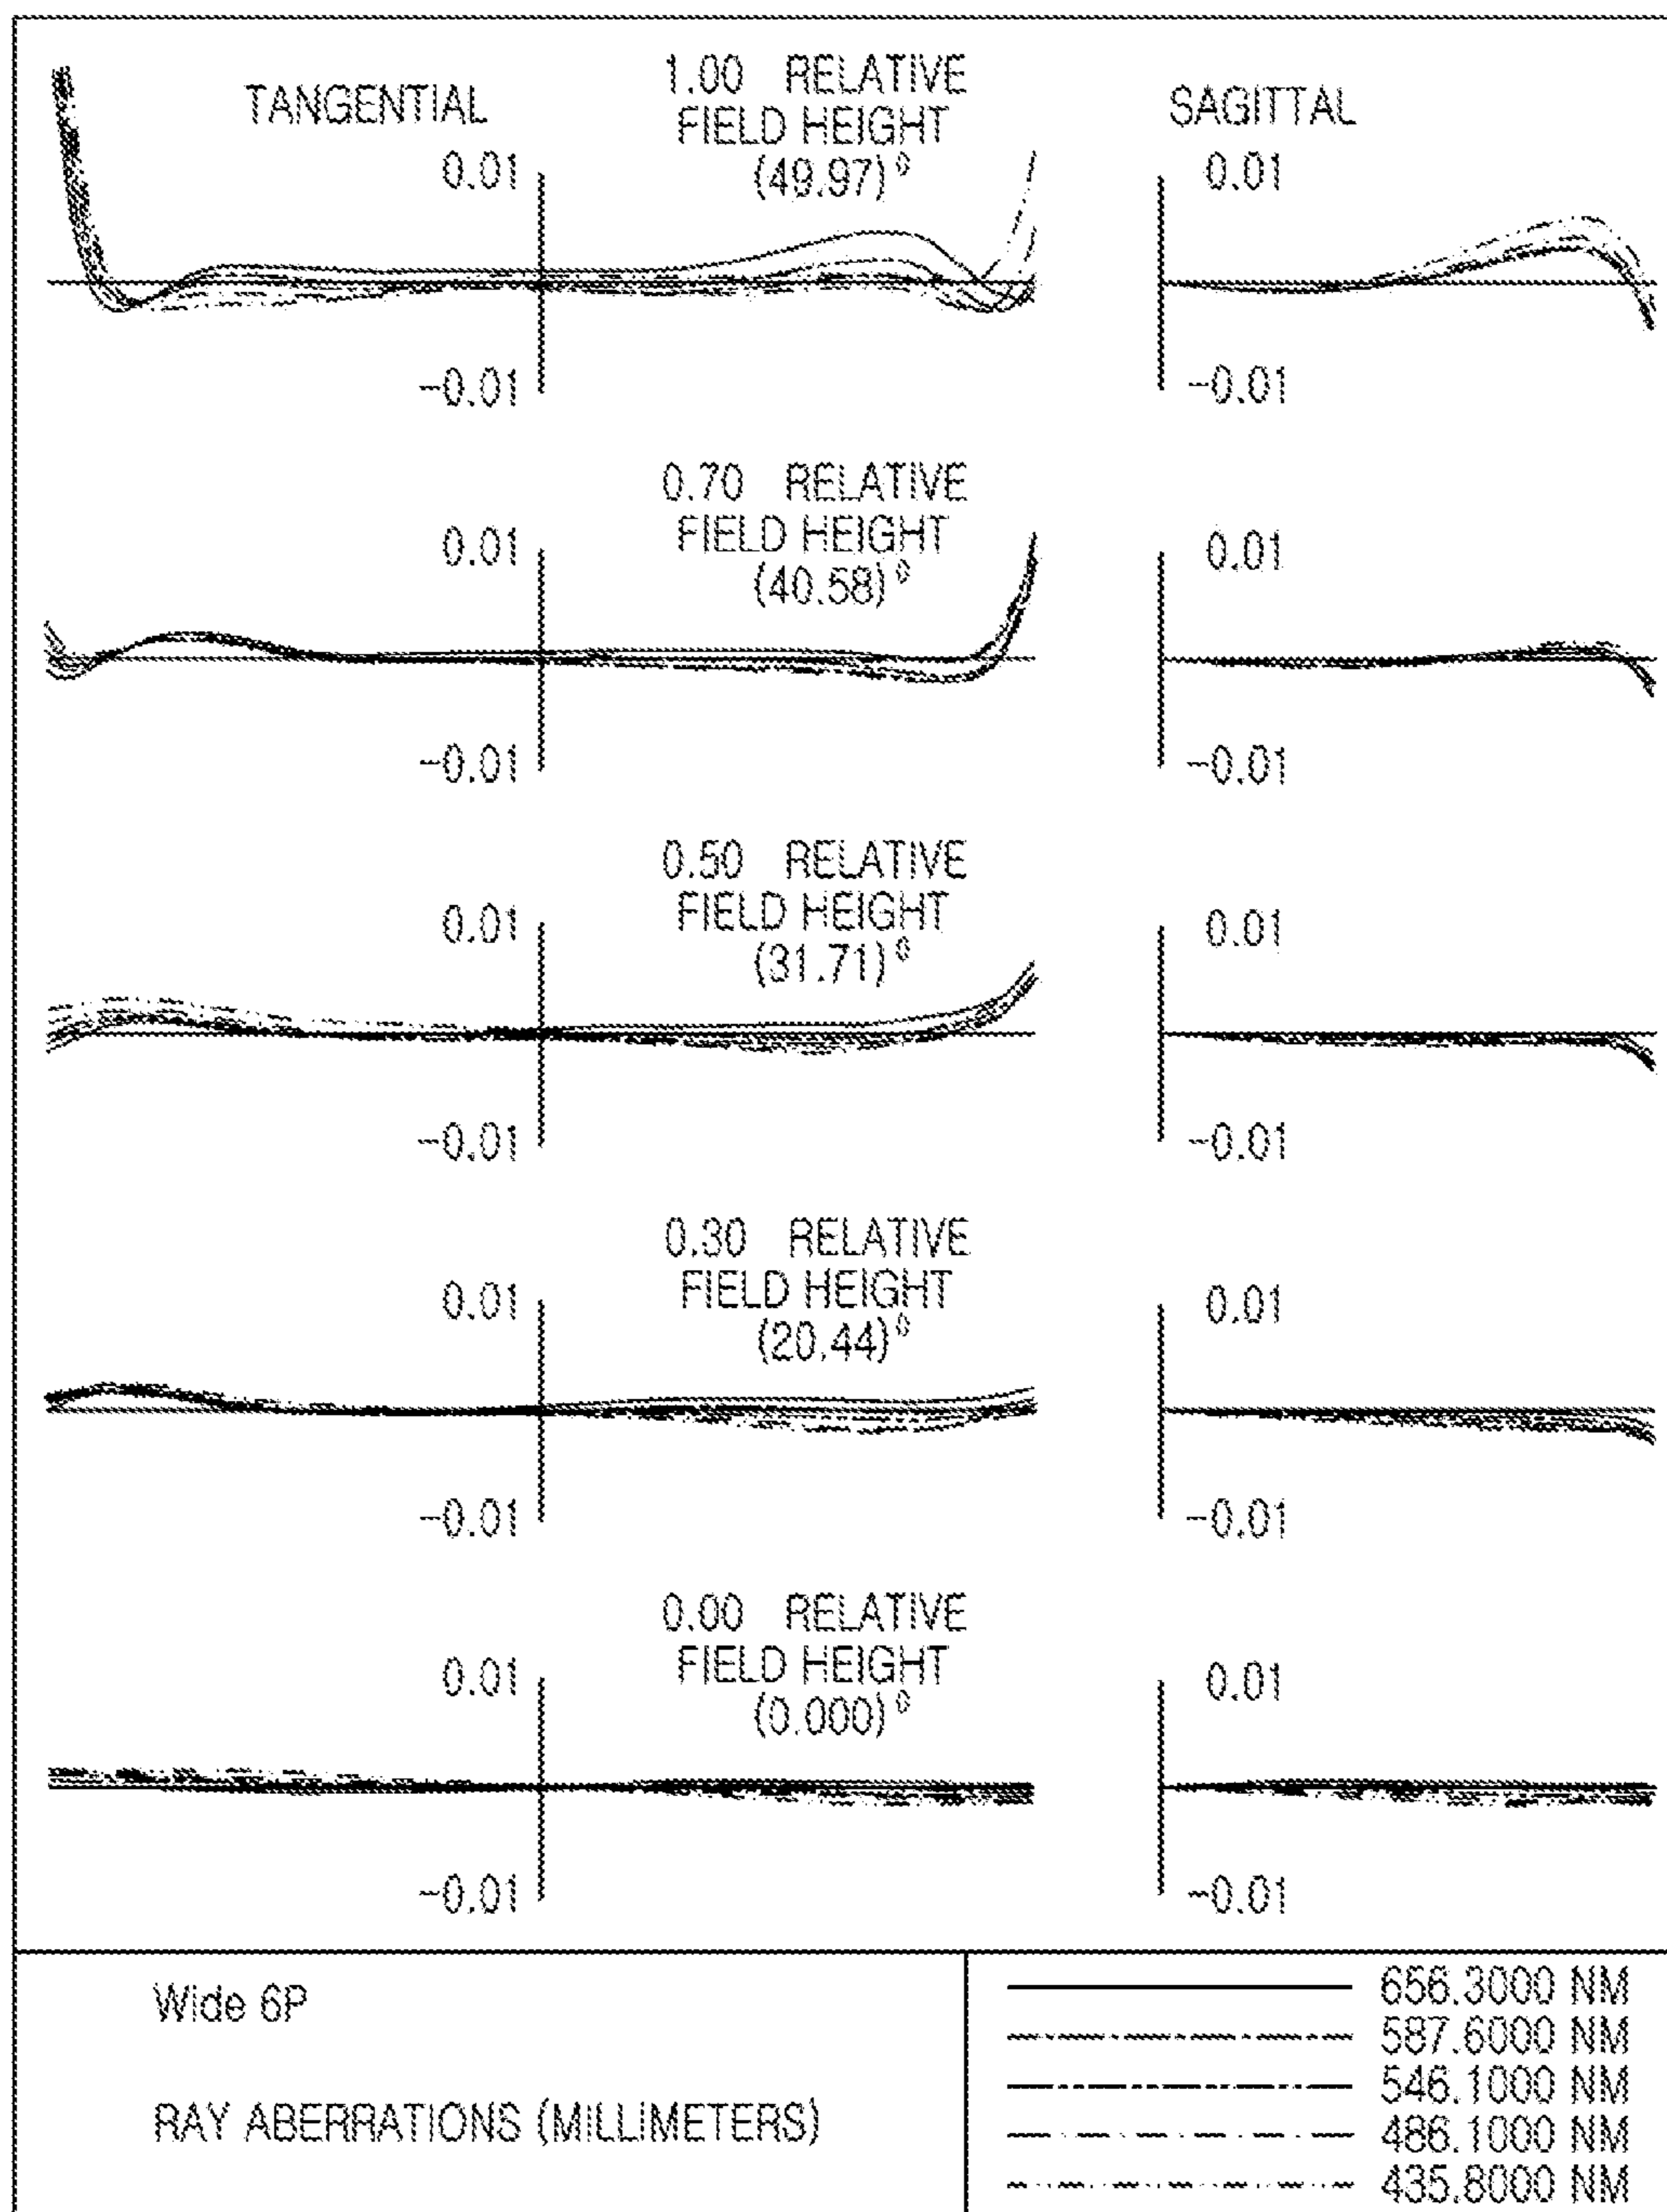 TANGENTIAL
1.00 RELATIVE
FIELD HEIGHT
(49.97)⁰
SAGITTAL
0.01
0.01
-0.01
-0.01
0.70 RELATIVE
FIELD HEIGHT
(40.58)⁰
0.01
0.01
-0.01
-0.01
0.50 RELATIVE
FIELD HEIGHT
(31.71)⁰
0.01
0.01
-0.01
-0.01
0.30 RELATIVE
FIELD HEIGHT
(20.44)⁰
0.01
0.01
-0.01
-0.01
0.00 RELATIVE
FIELD HEIGHT
(0.000)⁰
0.01
0.01
-0.01
-0.01
Wide 6P
RAY ABERRATIONS (MILLIMETERS)
656.3000 NM
587.6000 NM
546.1000 NM
486.1000 NM
435.8000 NM